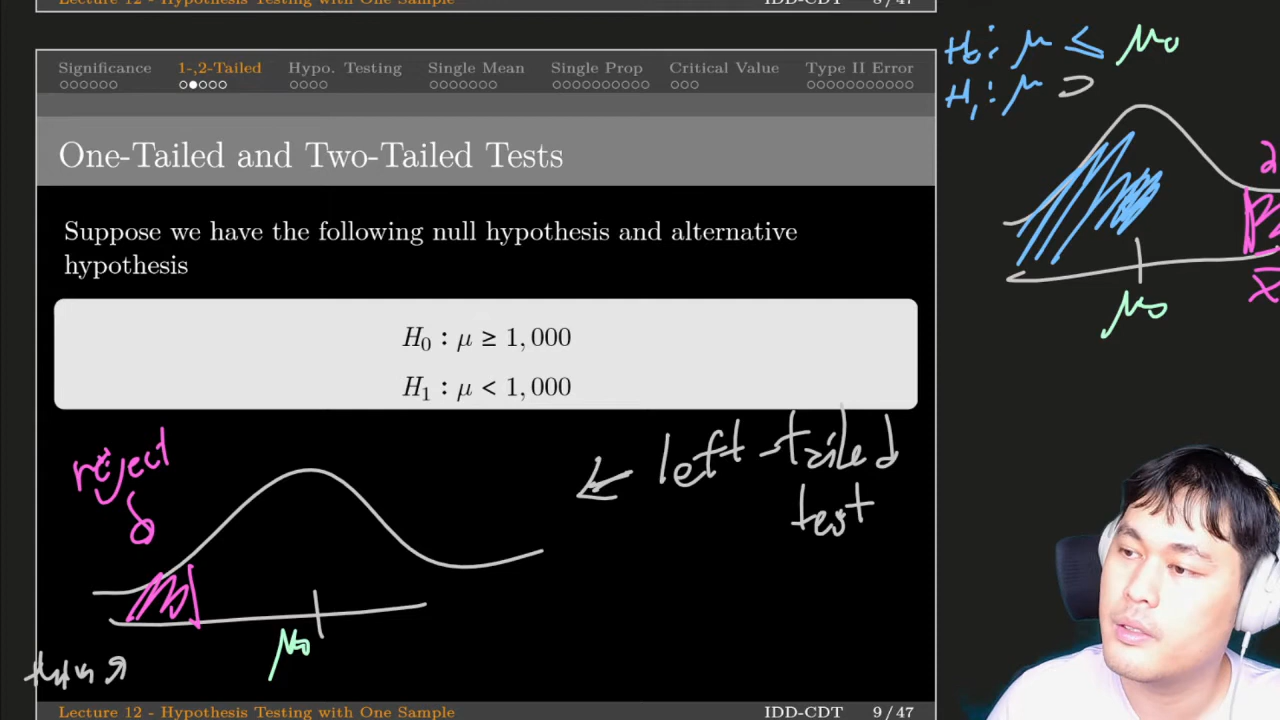 Lecture 12 - Hypothesis Testing with One Sample IDD-CDT 8/47
Significance 1-,2-Tailed Hypo. Testing Single Mean Single Prop Critical Value Type II Error
One-Tailed and Two-Tailed Tests
Suppose we have the following null hypothesis and alternative
hypothesis
H₀ : μ ≥ 1,000
H₁ : μ < 1,000
reject
← left-tailed
test
μ₀
Lecture 12 - Hypothesis Testing with One Sample IDD-CDT 9/47
H₀: μ ≤ μ₀
H₁: μ >
μ₀